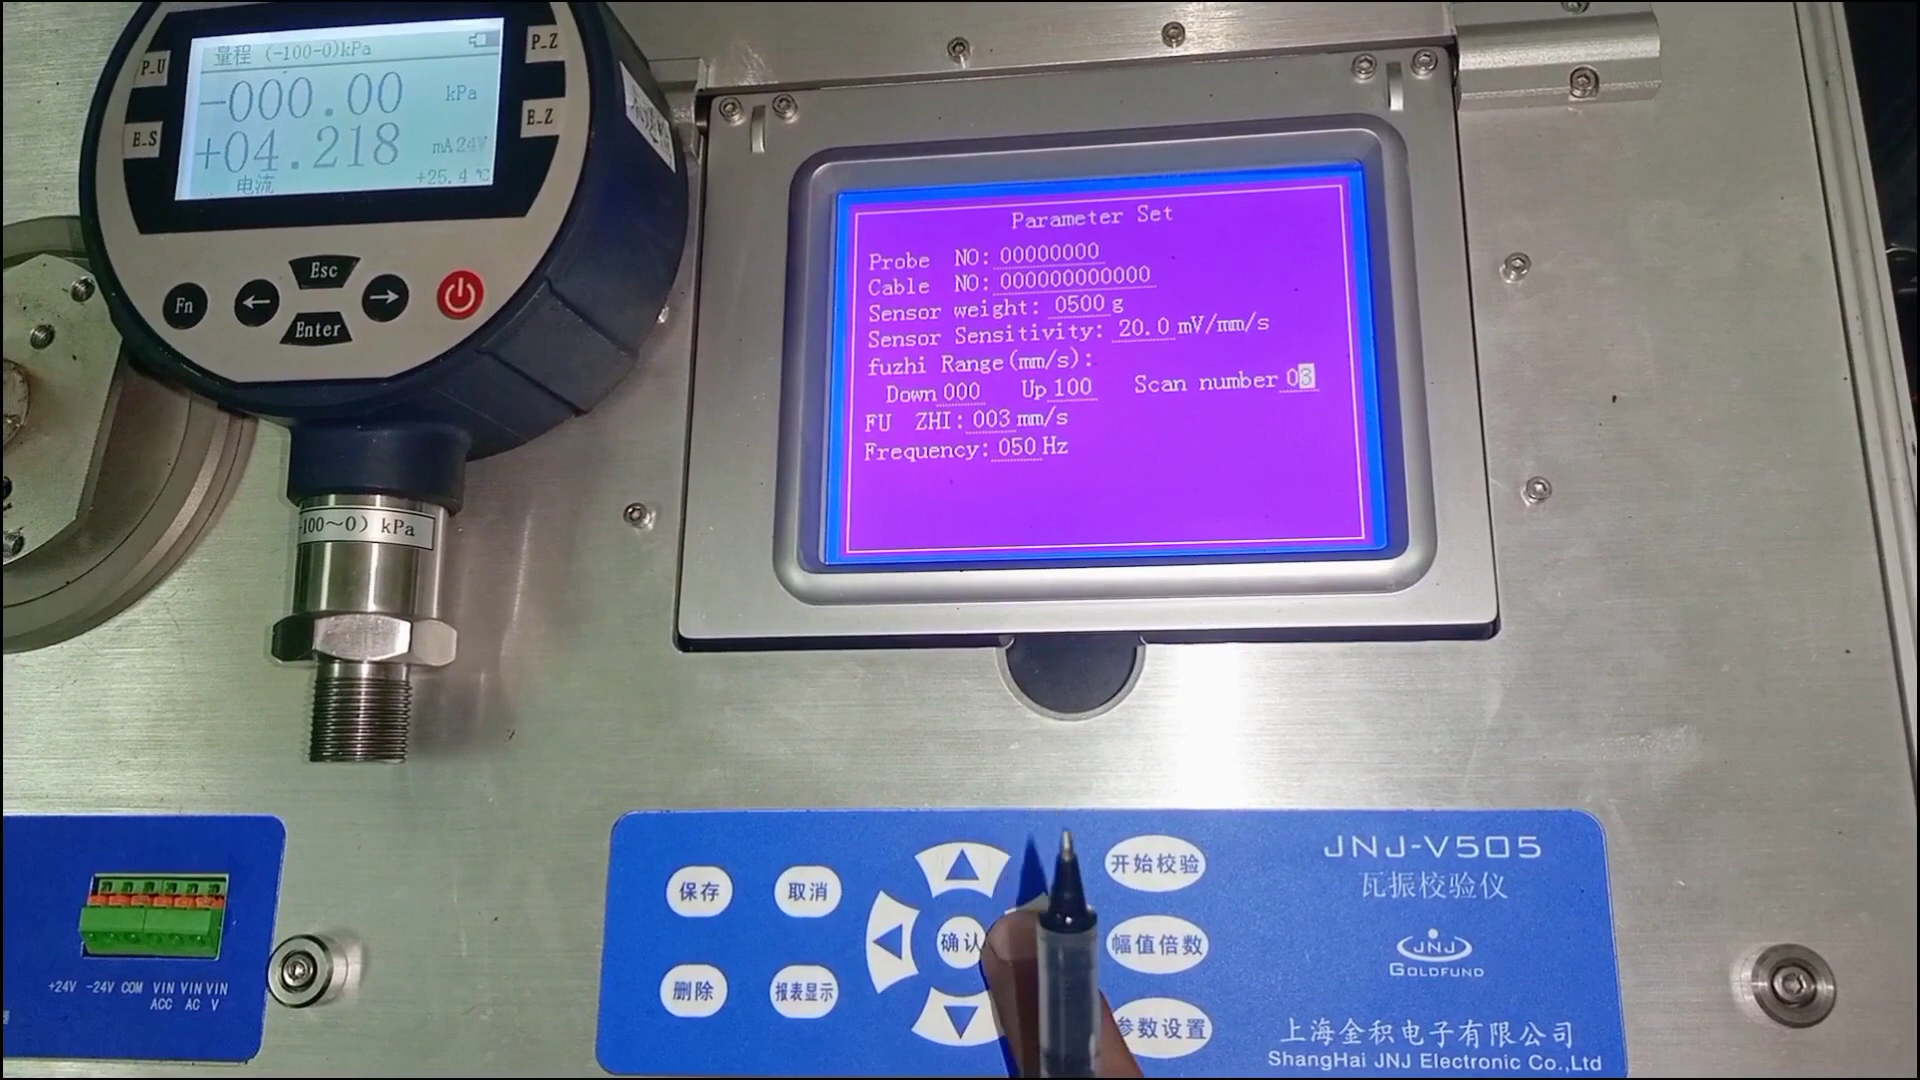 量程 (-100-0)kPa
-000.00 kPa
+04.218 mA24V
电流 +25.4 ℃
P_U
P_Z
E_S
E_Z
Esc
Fn
Enter
100~0) kPa
Parameter Set
Probe NO: 00000000
Cable NO: 000000000000
Sensor weight: 0500 g
Sensor Sensitivity: 20.0 mV/mm/s
fuzhi Range(mm/s):
Down 000 Up 100 Scan number 03
FU ZHI: 003 mm/s
Frequency: 050 Hz
+24V -24V COM VIN VIN VIN
ACC AC V
保存
取消
删除
报表显示
确认
开始校验
幅值倍数
参数设置
JNJ-V505
瓦振校验仪
JNJ
GOLDFUND
上海金积电子有限公司
ShangHai JNJ Electronic Co.,Ltd